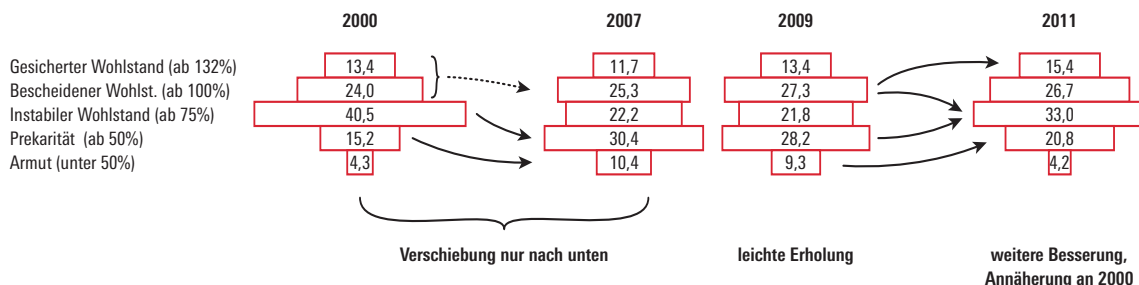 2000 2007 2009 2011
Gesicherter Wohlstand (ab 132%) 13,4 11,7 13,4 15,4
Bescheidener Wohlst. (ab 100%) 24,0 25,3 27,3 26,7
Instabiler Wohlstand (ab 75%) 40,5 22,2 21,8 33,0
Prekarität (ab 50%) 15,2 30,4 28,2 20,8
Armut (unter 50%) 4,3 10,4 9,3 4,2
Verschiebung nur nach unten leichte Erholung weitere Besserung,
Annäherung an 2000